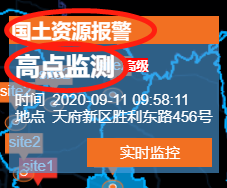 国土资源报警
高点监测 高级
时间 2020-09-11 09:58:11
地点 天府新区胜利东路456号
site2
实时监控
site1